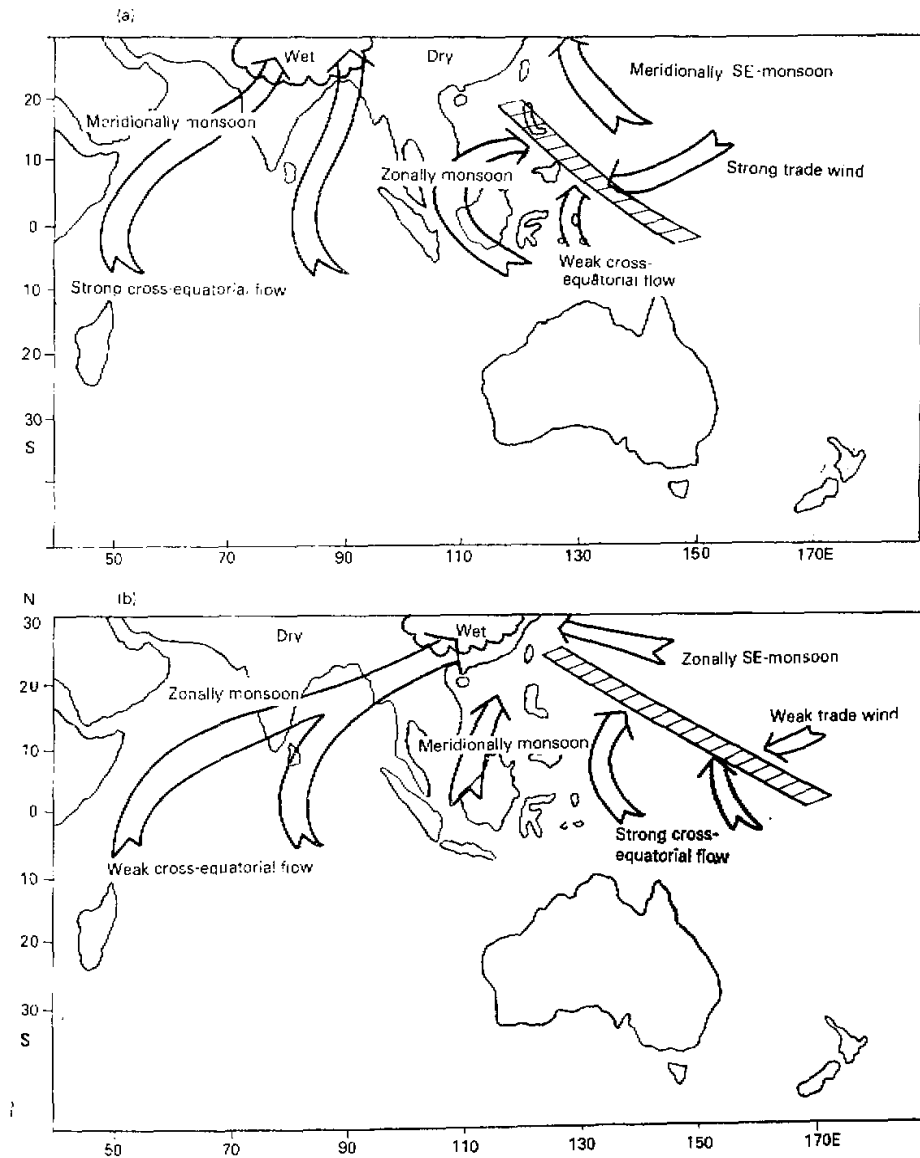 (a)
Wet
Dry
Meridionally SE-monsoon
20
Meridionally monsoon
10
Zonally monsoon
Strong trade wind
0
Weak cross-
equatorial flow
Strong cross-equatorial flow
10
20
30
S
50
70
90
110
130
150
170E
N
(b)
30
Dry
Wet
Zonally SE-monsoon
20
Zonally monsoon
Weak trade wind
Meridionally monsoon
10
0
Strong cross-
equatorial flow
Weak cross-equatorial flow
10
20
30
S
50
70
90
110
130
150
170E